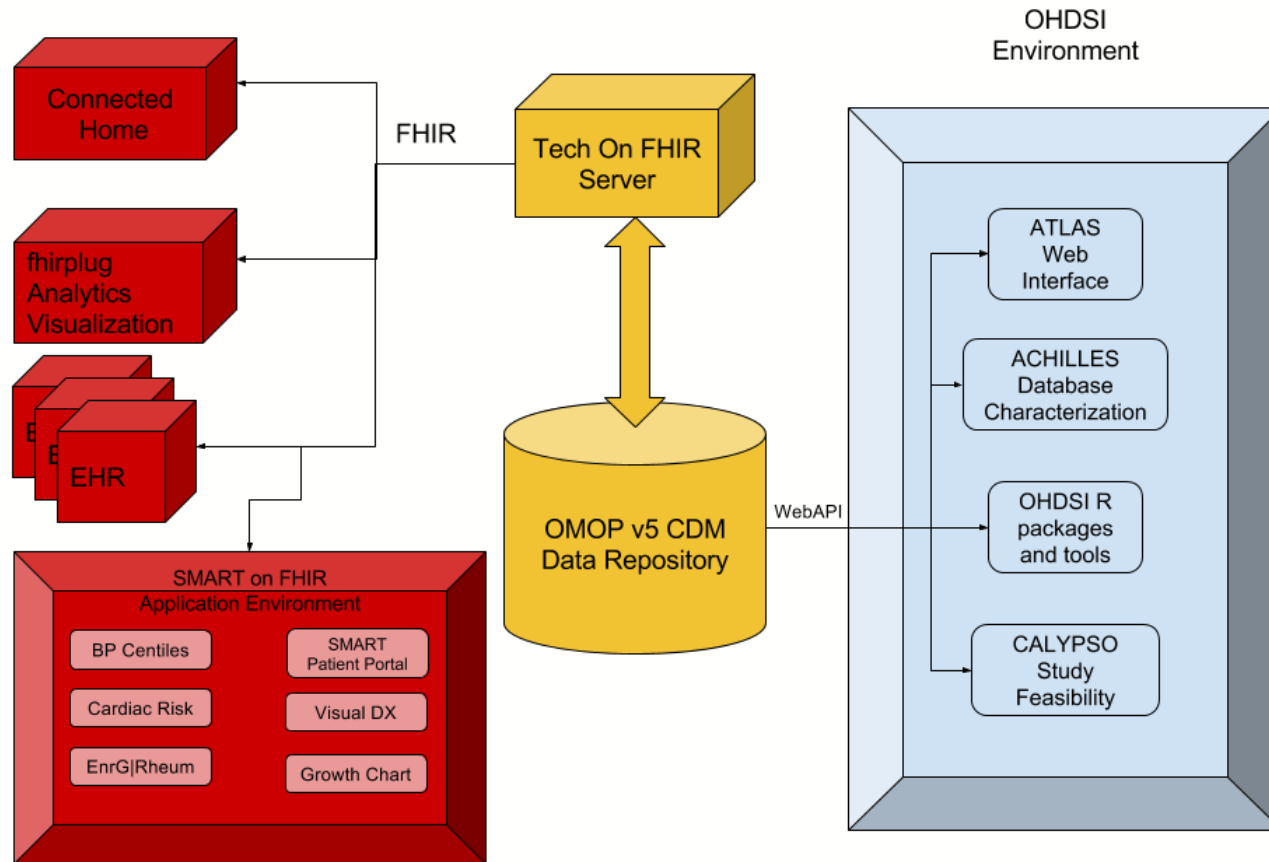 OHDSI
Environment
Connected
Home
FHIR
Tech On FHIR
Server
fhirplug
Analytics
Visualization
E
E
EHR
SMART on FHIR
Application Environment
BP Centiles
SMART
Patient Portal
Cardiac Risk
Visual DX
EnrG|Rheum
Growth Chart
OMOP v5 CDM
Data Repository
WebAPI
ATLAS
Web
Interface
ACHILLES
Database
Characterization
OHDSI R
packages
and tools
CALYPSO
Study
Feasibility